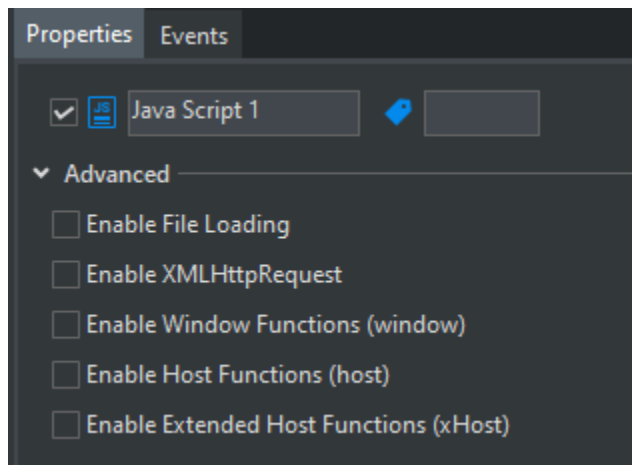 Properties Events
JS Java Script 1
Advanced
Enable File Loading
Enable XMLHttpRequest
Enable Window Functions (window)
Enable Host Functions (host)
Enable Extended Host Functions (xHost)